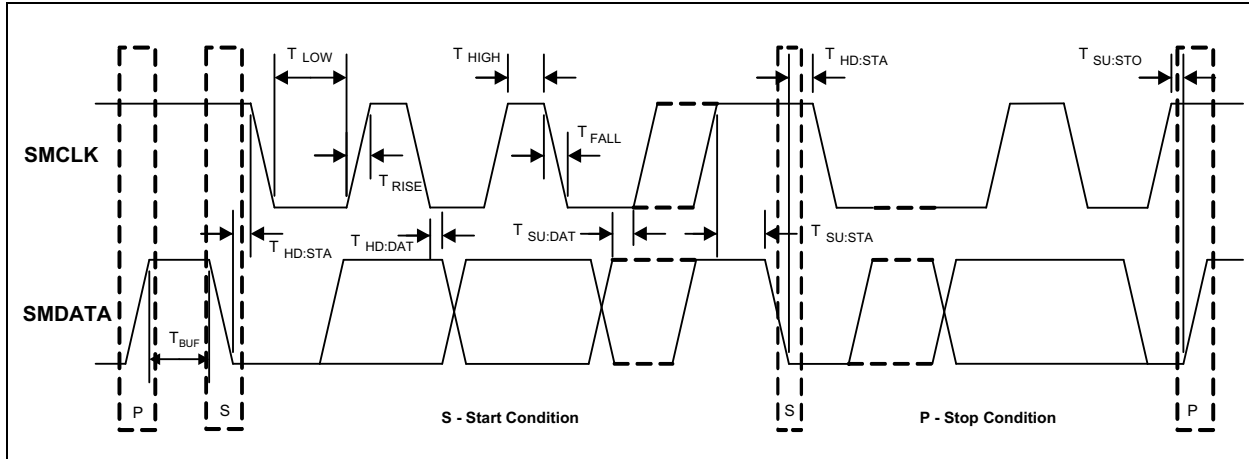 T LOW
T HIGH
T HD:STA
T SU:STO
SMCLK
T FALL
T RISE
T HD:STA
T HD:DAT
T SU:DAT
T SU:STA
SMDATA
T BUF
P
S
S - Start Condition
S
P - Stop Condition
P